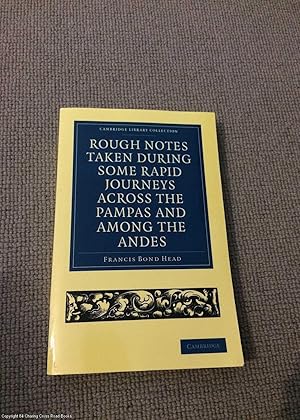 CAMBRIDGE LIBRARY COLLECTION
ROUGH NOTES
TAKEN DURING
SOME RAPID
JOURNEYS
ACROSS THE
PAMPAS AND
AMONG THE
ANDES
FRANCIS BOND HEAD
CAMBRIDGE
Copyright 68 Charing Cross Road Books